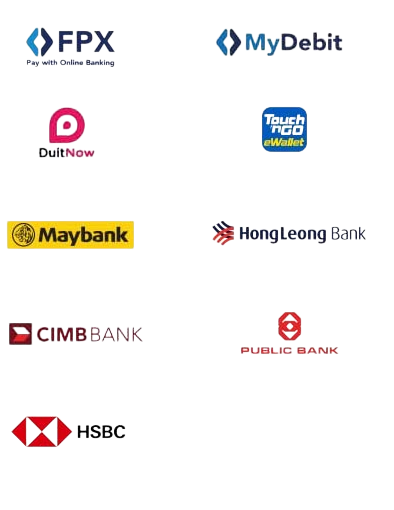 FPX
Pay with Online Banking
MyDebit
DuitNow
Touch
'nGO
eWallet
Maybank
HongLeong Bank
CIMB BANK
PUBLIC BANK
HSBC